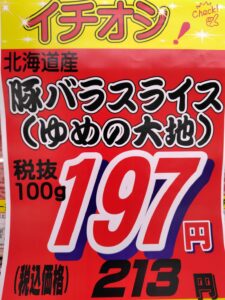 イチオシ!
Check!
北海道産
豚バラスライス
(ゆめの大地)
税抜
100g
197円
(税込価格) 213円